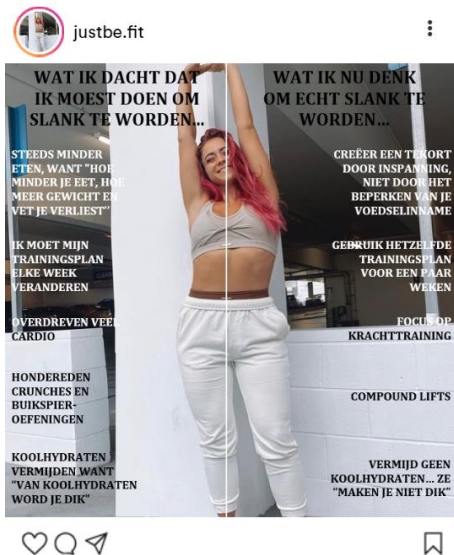 justbe.fit
WAT IK DACHT DAT
IK MOEST DOEN OM
SLANK TE WORDEN...
STEEDS MINDER
ETEN, WANT "HOE
MINDER JE EET, HOE
MEER GEWICHT EN
VET JE VERLIEST"
IK MOET MIJN
TRAININGSPLAN
ELKE WEEK
VERANDEREN
OVERDREVEN VEEL
CARDIO
HONDEREDEN
CRUNCHES EN
BUIKSPIER-
OEFENINGEN
KOOLHYDRATEN
VERMIJDEN WANT
"VAN KOOLHYDRATEN
WORD JE DIK"
WAT IK NU DENK
OM ECHT SLANK TE
WORDEN...
CREËER EEN TEKORT
DOOR INSPANNING,
NIET DOOR HET
BEPERKEN VAN JE
VOEDSELINNAME
GEBRUIK HETZELFDE
TRAININGSPLAN
VOOR EEN PAAR
WEKEN
FOCUS OP
KRACHTTRAINING
COMPOUND LIFTS
VERMIJD GEEN
KOOLHYDRATEN... ZE
"MAKEN JE NIET DIK"